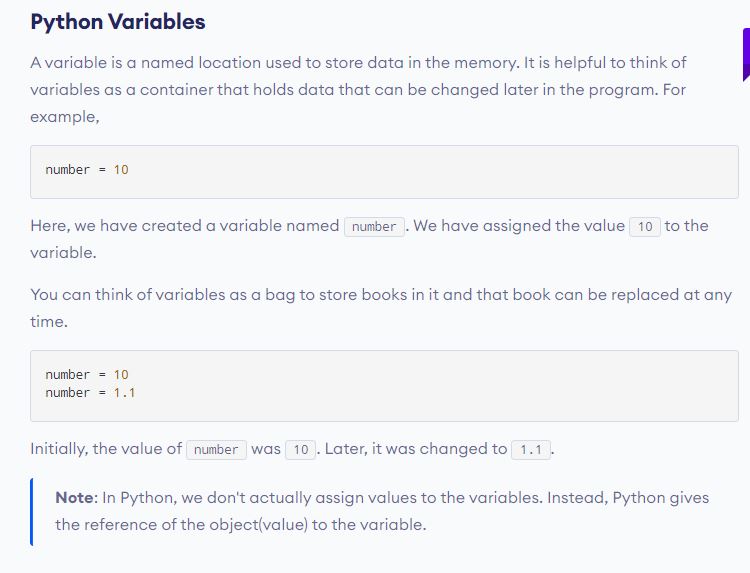 Python Variables
A variable is a named location used to store data in the memory. It is helpful to think of
variables as a container that holds data that can be changed later in the program. For
example,
number = 10
Here, we have created a variable named number. We have assigned the value 10 to the
variable.
You can think of variables as a bag to store books in it and that book can be replaced at any
time.
number = 10
number = 1.1
Initially, the value of number was 10. Later, it was changed to 1.1.
Note: In Python, we don't actually assign values to the variables. Instead, Python gives
the reference of the object(value) to the variable.